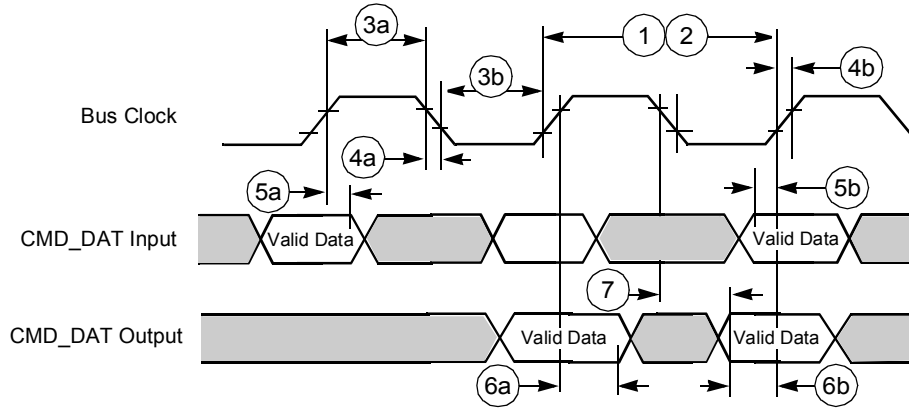 3a
1 2
3b
4b
Bus Clock
4a
5a
5b
CMD_DAT Input
Valid Data
Valid Data
7
CMD_DAT Output
Valid Data
Valid Data
6a
6b